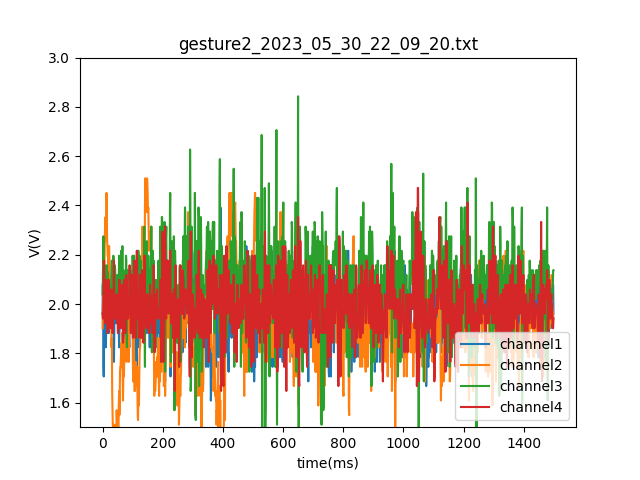 gesture2_2023_05_30_22_09_20.txt
3.0
2.8
2.6
2.4
2.2
2.0
1.8
1.6
V(V)
channel1
channel2
channel3
channel4
0 200 400 600 800 1000 1200 1400
time(ms)